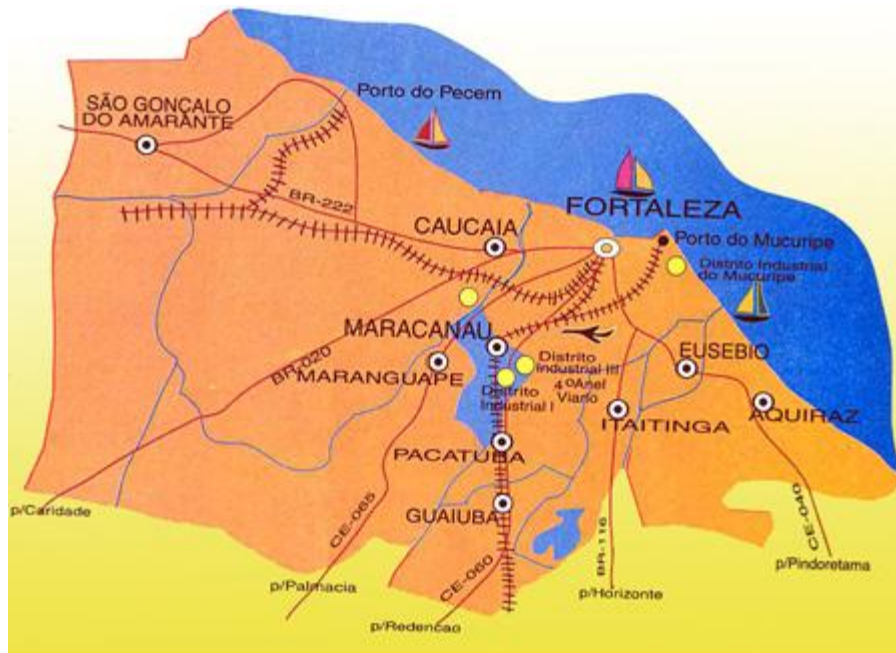 Porto do Pecem
SÃO GONÇALO
DO AMARANTE
BR-222
FORTALEZA
CAUCAIA
Porto do Mucuripe
Distrito Industrial
do Mucuripe
MARACANAU
BR-020
MARANGUAPE
Distrito
Industrial III
4ºAnel
Viario
EUSEBIO
Distrito
Industrial I
ITAITINGA
AQUIRAZ
PACATUBA
p/Caridade
CE-065
GUAIUBA
CE-060
BR-116
CE-040
p/Pindoretama
p/Palmacia
p/Horizonte
p/Redencao